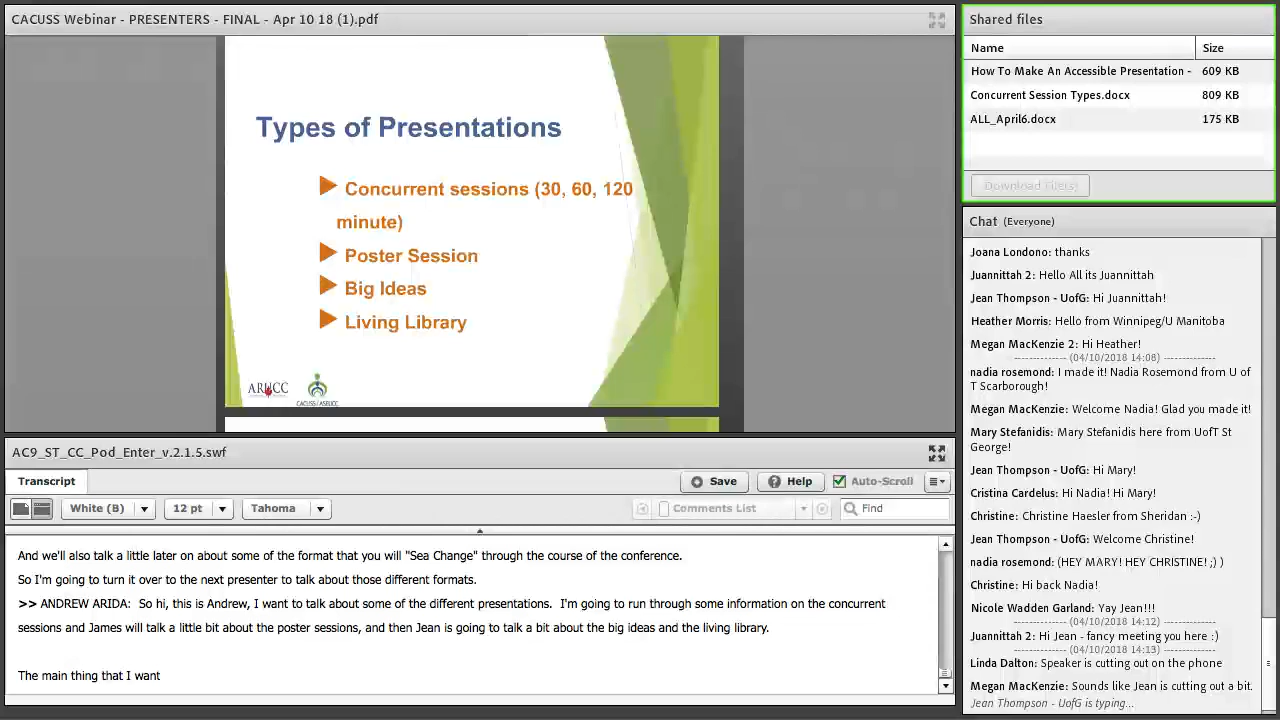 CACUSS Webinar - PRESENTERS - FINAL - Apr 10 18 (1).pdf
Types of Presentations
Concurrent sessions (30, 60, 120
minute)
Poster Session
Big Ideas
Living Library
ARUCC
CACUSS/ASEUCC
AC9_ST_CC_Pod_Enter_v.2.1.5.swf
Transcript
Save
Help
Auto-Scroll
White (B)
12 pt
Tahoma
Comments List
Find
And we'll also talk a little later on about some of the format that you will "Sea Change" through the course of the conference.
So I'm going to turn it over to the next presenter to talk about those different formats.
>> ANDREW ARIDA:  So hi, this is Andrew, I want to talk about some of the different presentations.  I'm going to run through some information on the concurrent
sessions and James will talk a little bit about the poster sessions, and then Jean is going to talk a bit about the big ideas and the living library.
The main thing that I want
Shared files
Name Size
How To Make An Accessible Presentation - 609 KB
Concurrent Session Types.docx 809 KB
ALL_April6.docx 175 KB
Download File(s)
Chat (Everyone)
Joana Londono: thanks
Juannittah 2: Hello All its Juannittah
Jean Thompson - UofG: Hi Juannittah!
Heather Morris: Hello from Winnipeg/U Manitoba
Megan MacKenzie 2: Hi Heather!
-------------- (04/10/2018 14:08) --------------
nadia rosemond: I made it! Nadia Rosemond from U of
T Scarborough!
Megan MacKenzie: Welcome Nadia! Glad you made it!
Mary Stefanidis: Mary Stefanidis here from UofT St
George!
Jean Thompson - UofG: Hi Mary!
Cristina Cardelus: Hi Nadia! Hi Mary!
Christine: Christine Haesler from Sheridan :-)
Jean Thompson - UofG: Welcome Christine!
nadia rosemond: (HEY MARY! HEY CHRISTINE! ;) )
Christine: Hi back Nadia!
Nicole Wadden Garland: Yay Jean!!!
-------------- (04/10/2018 14:12) --------------
Juannittah 2: Hi Jean - fancy meeting you here :)
-------------- (04/10/2018 14:13) --------------
Linda Dalton: Speaker is cutting out on the phone
Megan MacKenzie: Sounds like Jean is cutting out a bit.
Jean Thompson - UofG is typing...